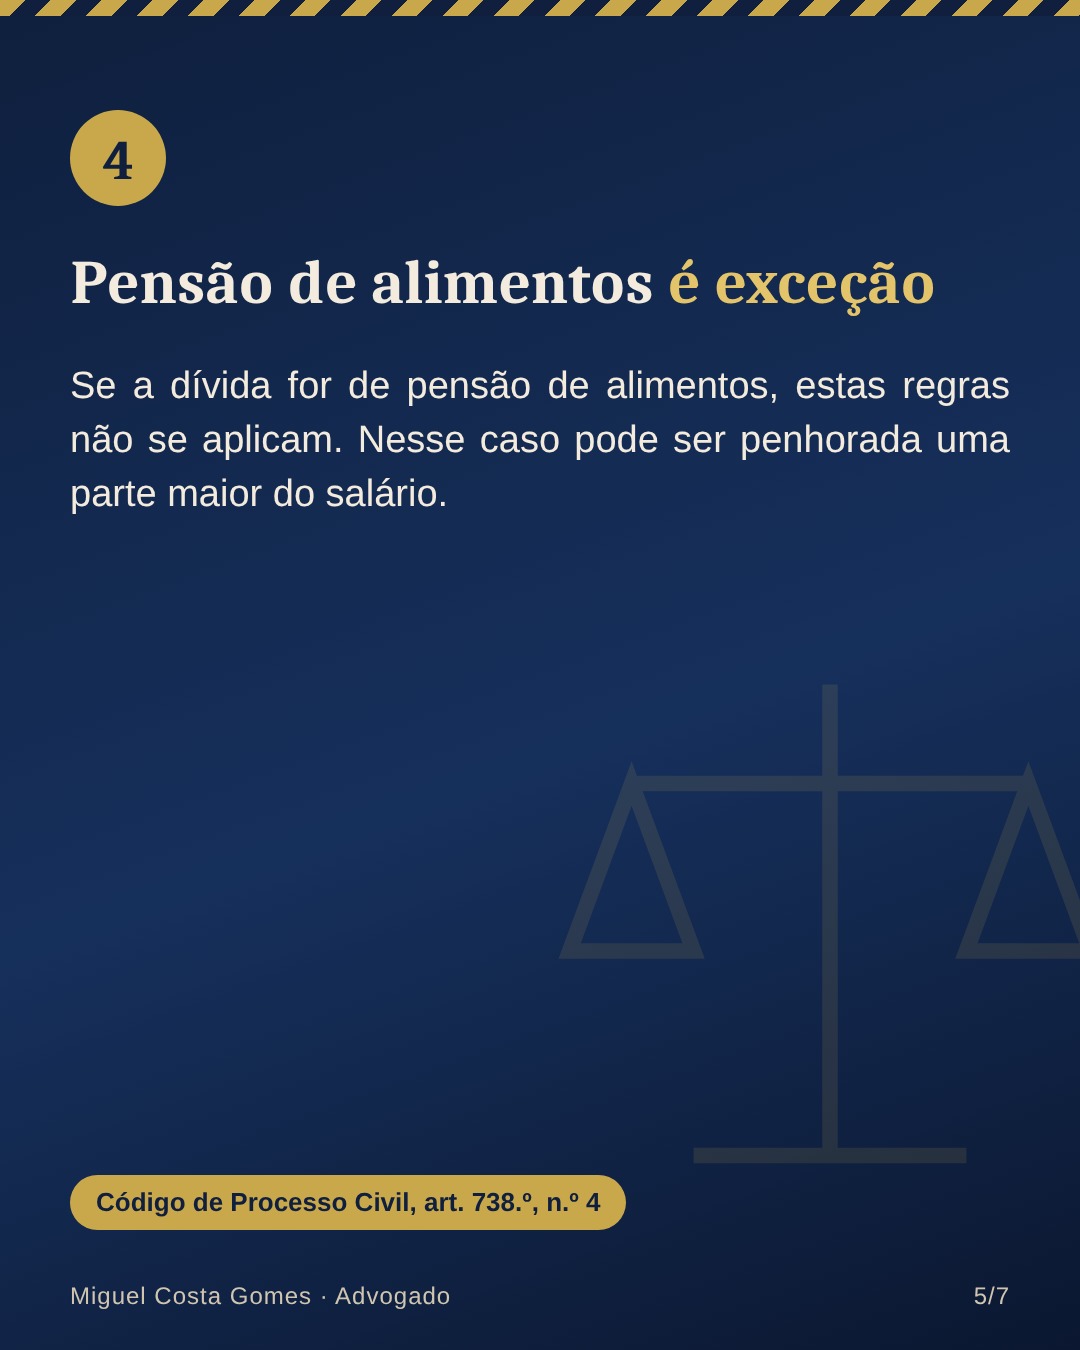 4
Pensão de alimentos é exceção
Se a dívida for de pensão de alimentos, estas regras
não se aplicam. Nesse caso pode ser penhorada uma
parte maior do salário.
Código de Processo Civil, art. 738.º, n.º 4
Miguel Costa Gomes · Advogado
5/7